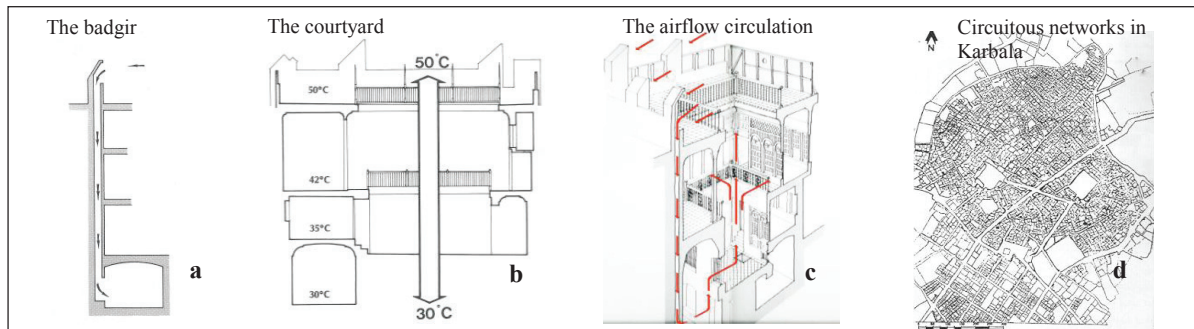 The badgir
The courtyard
The airflow circulation
Circuitous networks in
Karbala
N
50°C
50°C
42°C
35°C
30°C
30°C
a
b
c
d